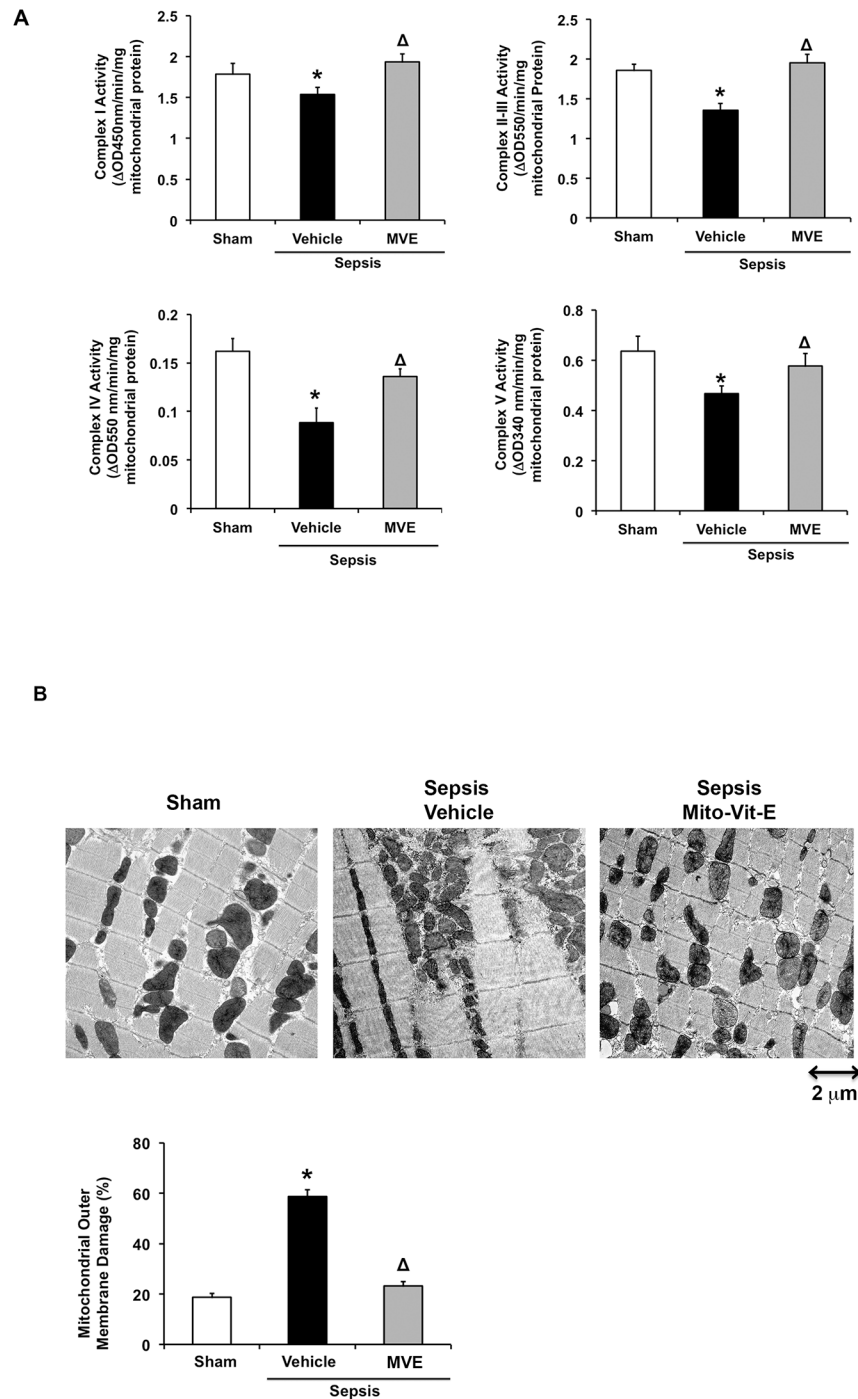 A
Complex I Activity
(ΔOD450nm/min/mg
mitochondrial protein)
2.5
2
1.5
1
0.5
0
*
Δ
Sham
Vehicle
MVE
Sepsis
Complex II-III Activity
(ΔOD550/min/mg
mitochondrial Protein)
2.5
2
1.5
1
0.5
0
*
Δ
Sham
Vehicle
MVE
Sepsis
Complex IV Activity
(ΔOD550 nm/min/mg
mitochondrial protein)
0.2
0.15
0.1
0.05
0
*
Δ
Sham
Vehicle
MVE
Sepsis
Complex V Activity
(ΔOD340 nm/min/mg
mitochondrial protein)
0.8
0.6
0.4
0.2
0
*
Δ
Sham
Vehicle
MVE
Sepsis
B
Sham
Sepsis
Vehicle
Sepsis
Mito-Vit-E
2 μm
Mitochondrial Outer
Membrane Damage (%)
80
60
40
20
0
*
Δ
Sham
Vehicle
MVE
Sepsis